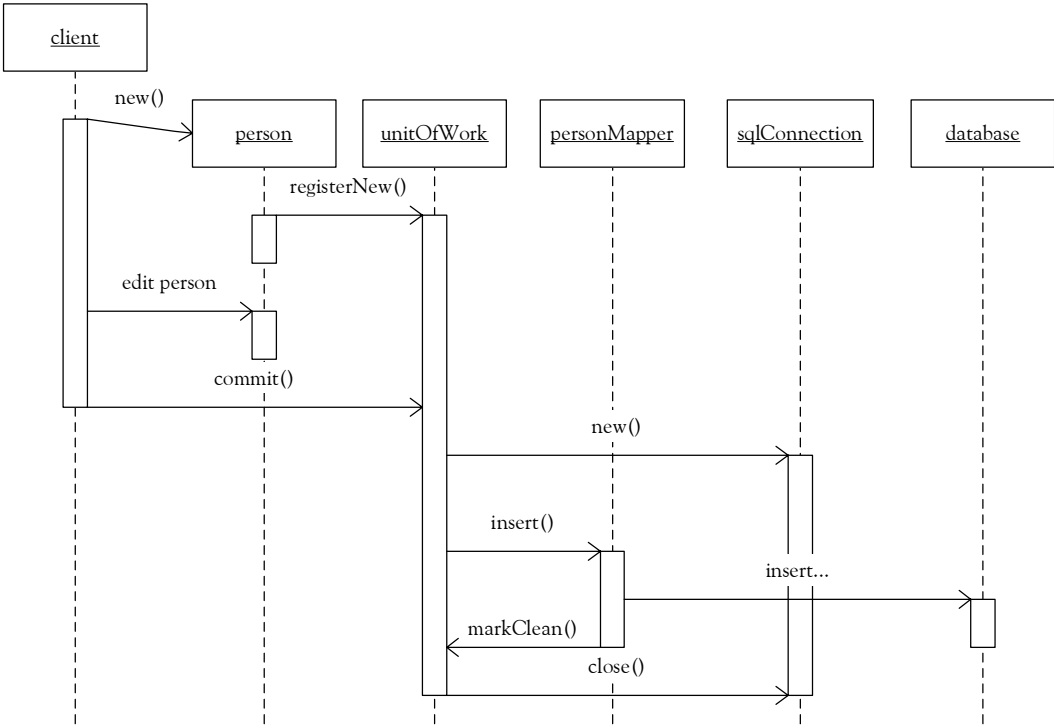 client
new()
person
unitOfWork
personMapper
sqlConnection
database
registerNew()
edit person
commit()
new()
insert()
insert...
markClean()
close()